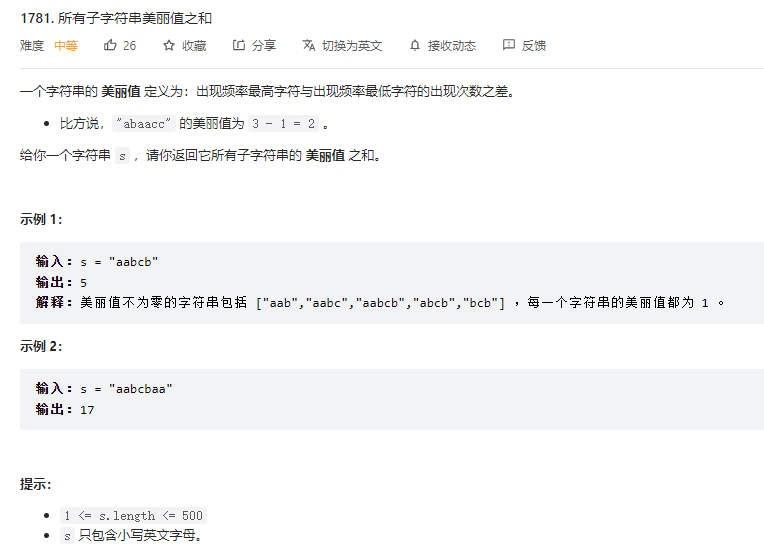 1781. 所有子字符串美丽值之和
难度 中等 26 收藏 分享 切换为英文 接收动态 反馈
一个字符串的 美丽值 定义为：出现频率最高字符与出现频率最低字符的出现次数之差。
比方说，"abaacc" 的美丽值为 3 - 1 = 2 。
给你一个字符串 s ，请你返回它所有子字符串的 美丽值 之和。
示例 1：
输入：s = "aabcb"
输出：5
解释：美丽值不为零的字符串包括 ["aab","aabc","aabcb","abcb","bcb"] ，每一个字符串的美丽值都为 1 。
示例 2：
输入：s = "aabcbaa"
输出：17
提示：
1 <= s.length <= 500
s 只包含小写英文字母。